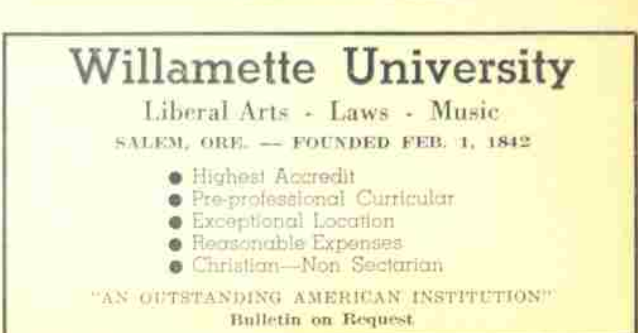 Willamette University
Liberal Arts - Laws - Music
SALEM, ORE. — FOUNDED FEB. 1, 1842
● Highest Accredit
● Pre-professional Curricular
● Exceptional Location
● Reasonable Expenses
● Christian—Non Sectarian
"AN OUTSTANDING AMERICAN INSTITUTION"
Bulletin on Request